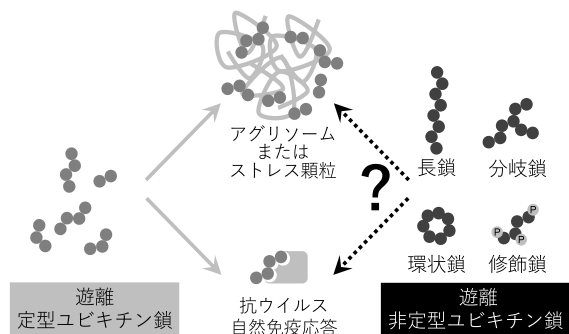 アグリソーム
または
ストレス顆粒
?
長鎖
分岐鎖
P
P
環状鎖
修飾鎖
抗ウイルス
自然免疫応答
遊離
定型ユビキチン鎖
遊離
非定型ユビキチン鎖